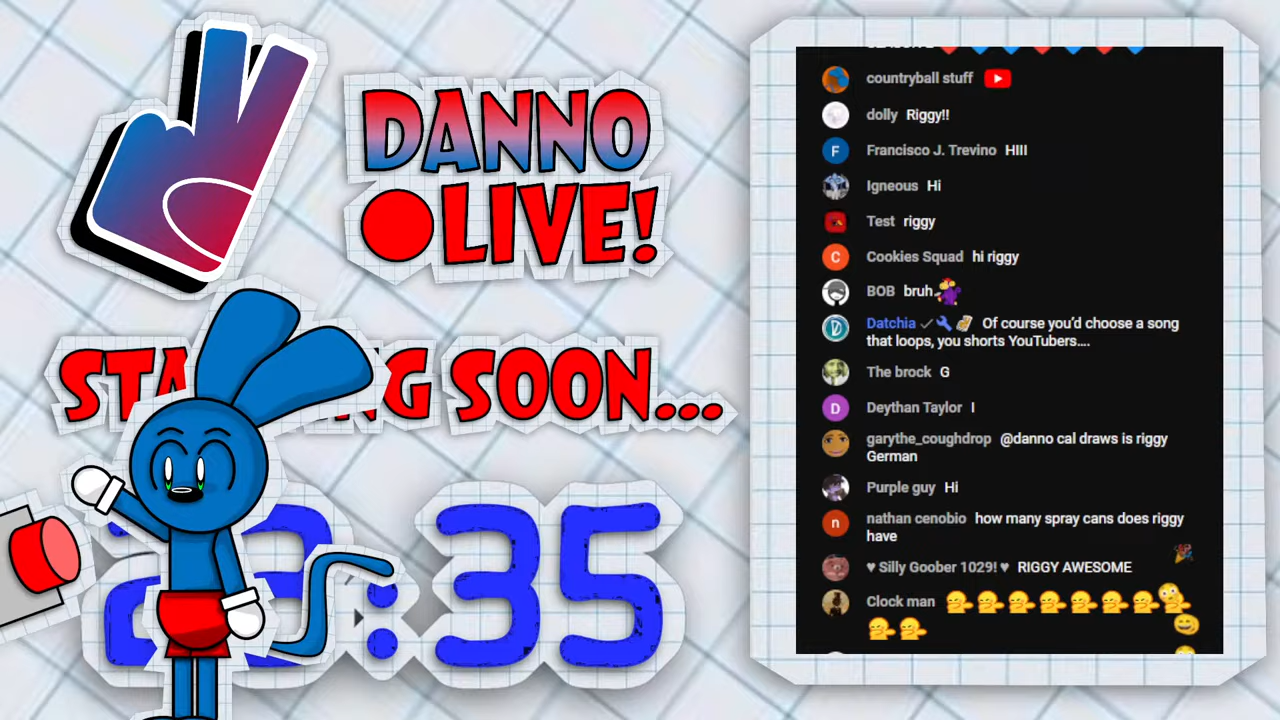 DANNO
LIVE!
STA NG SOON...
:35
countryball stuff
dolly Riggy!!
F Francisco J. Trevino HIII
Igneous Hi
Test riggy
C Cookies Squad hi riggy
BOB bruh
Datchia Of course you'd choose a song
that loops, you shorts YouTubers....
The brock G
D Deythan Taylor I
garythe_coughdrop @danno cal draws is riggy
German
Purple guy Hi
n nathan cenobio how many spray cans does riggy
have
♥ Silly Goober 1029! ♥ RIGGY AWESOME
Clock man